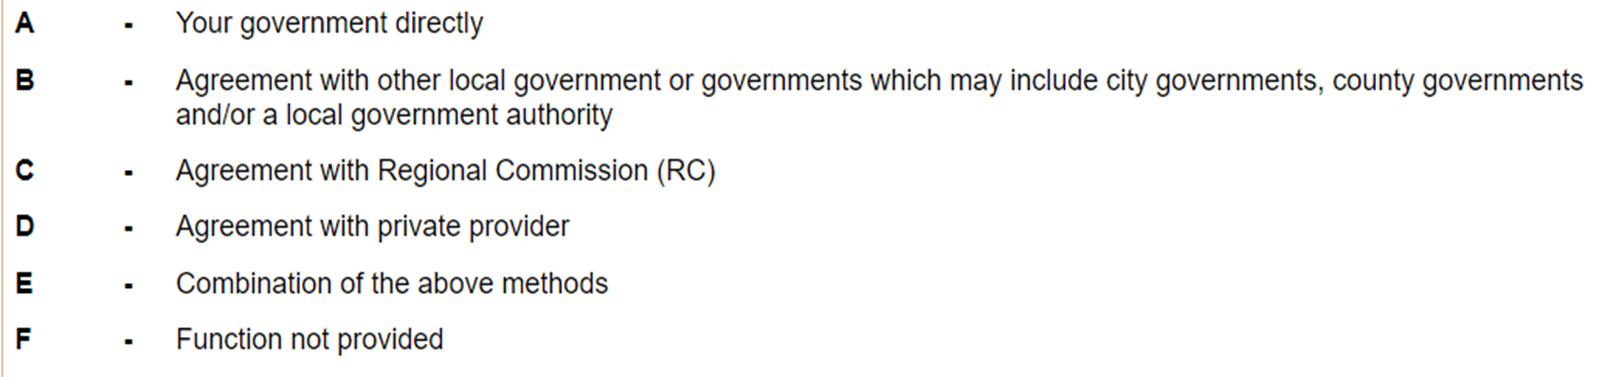 A - Your government directly
B - Agreement with other local government or governments which may include city governments, county governments
and/or a local government authority
C - Agreement with Regional Commission (RC)
D - Agreement with private provider
E - Combination of the above methods
F - Function not provided